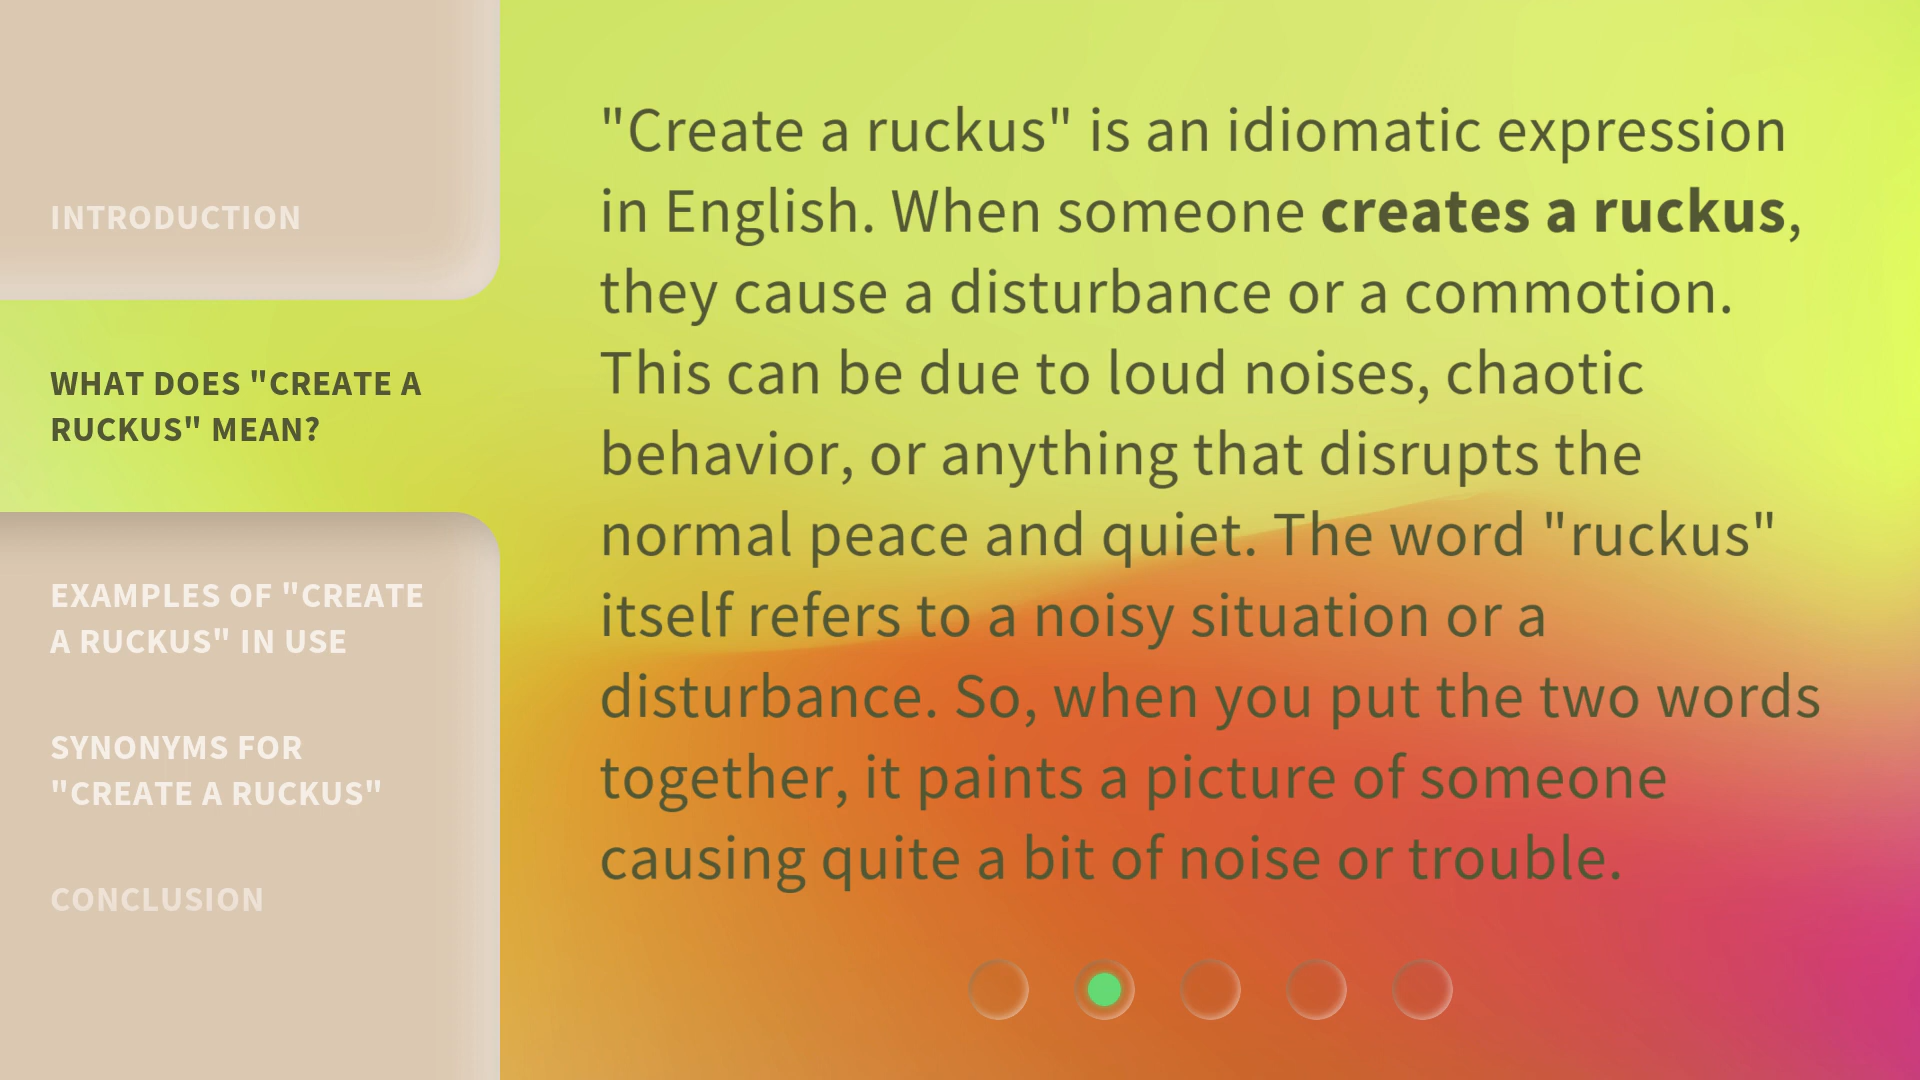 INTRODUCTION
WHAT DOES "CREATE A
RUCKUS" MEAN?
EXAMPLES OF "CREATE
A RUCKUS" IN USE
SYNONYMS FOR
"CREATE A RUCKUS"
CONCLUSION
"Create a ruckus" is an idiomatic expression
in English. When someone creates a ruckus,
they cause a disturbance or a commotion.
This can be due to loud noises, chaotic
behavior, or anything that disrupts the
normal peace and quiet. The word "ruckus"
itself refers to a noisy situation or a
disturbance. So, when you put the two words
together, it paints a picture of someone
causing quite a bit of noise or trouble.